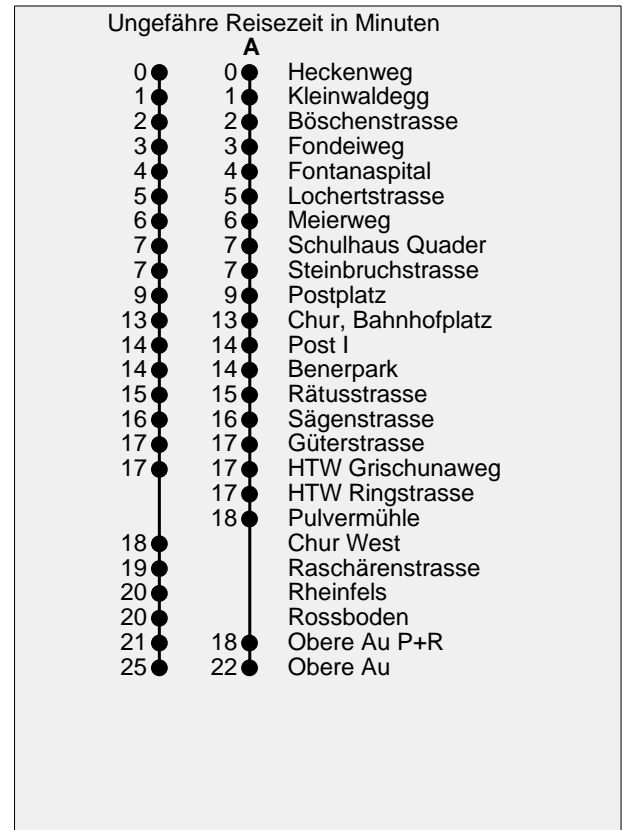 Ungefähre Reisezeit in Minuten
A
0 0 Heckenweg
1 1 Kleinwaldegg
2 2 Böschenstrasse
3 3 Fondeiweg
4 4 Fontanaspital
5 5 Lochertstrasse
6 6 Meierweg
7 7 Schulhaus Quader
7 7 Steinbruchstrasse
9 9 Postplatz
13 13 Chur, Bahnhofplatz
14 14 Post I
14 14 Benerpark
15 15 Rätusstrasse
16 16 Sägenstrasse
17 17 Güterstrasse
17 17 HTW Grischunaweg
17 HTW Ringstrasse
18 Pulvermühle
18 Chur West
19 Raschärenstrasse
20 Rheinfels
20 Rossboden
21 18 Obere Au P+R
25 22 Obere Au